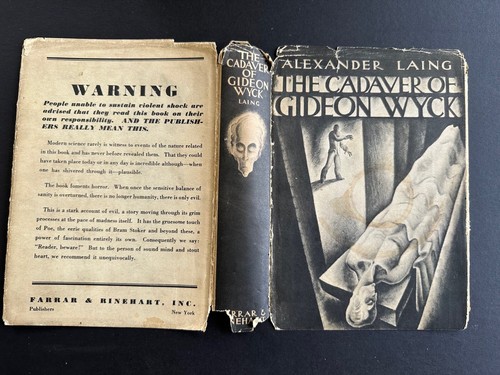 WARNING
People unable to sustain violent shock are
advised that they read this book on their
own responsibility. AND THE PUBLISH-
ERS REALLY MEAN THIS.
Modern science rarely is witness to events of the nature related
in this book and has never before revealed them. That they could
have taken place today or in any day is incredible although—when
one has shivered through it—plausible.
The book foments horror. When once the sensitive balance of
sanity is overturned, there is no longer humanity, there is only evil.
This is a stark account of evil, a story moving through its grim
processes at the pace of madness itself. It has the gruesome touch
of Poe, the eerie qualities of Bram Stoker and beyond these, a
power of fascination entirely its own. Consequently we say:
"Reader, beware!" But to the person of sound mind and stout
heart, we recommend it unequivocally.
FARRAR & RINEHART, INC.
Publishers New York
THE
CADAVER
OF
GIDEON
WYCK
LAING
RRAR &
NEHART
ALEXANDER LAING
THE CADAVER OF
GIDEON WYCK